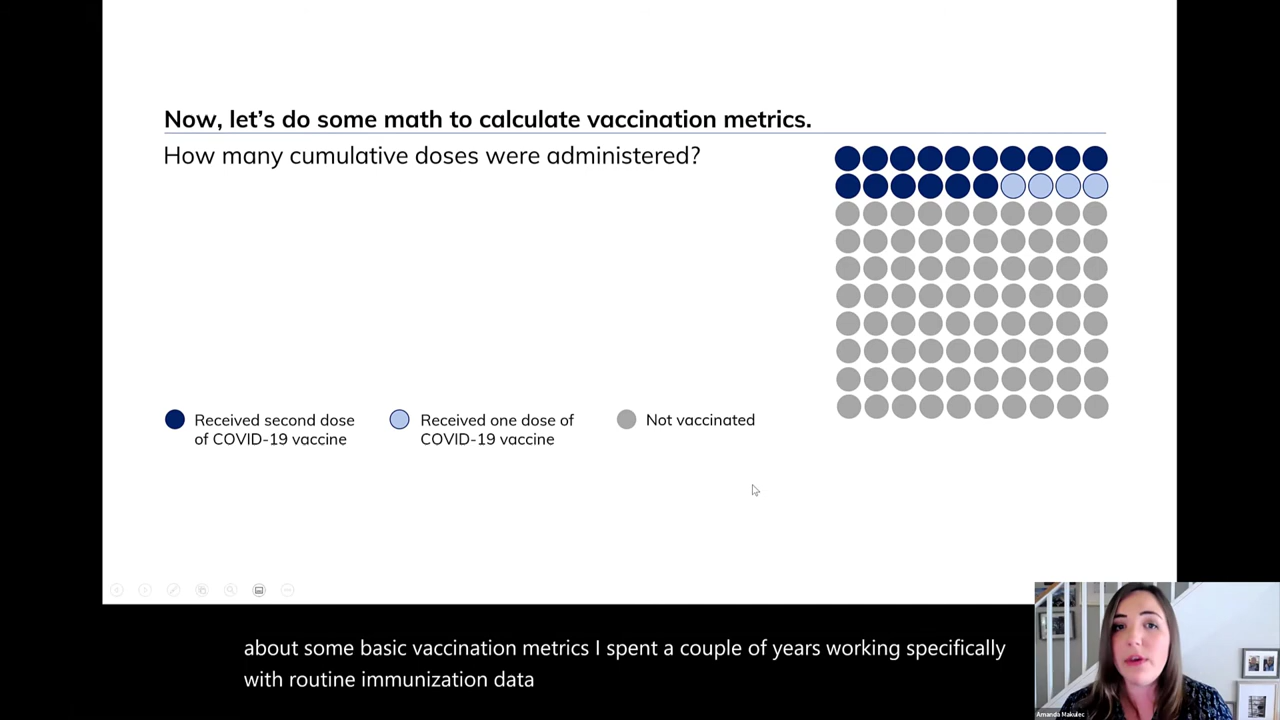 Now, let's do some math to calculate vaccination metrics.
How many cumulative doses were administered?
Received second dose
of COVID-19 vaccine
Received one dose of
COVID-19 vaccine
Not vaccinated
about some basic vaccination metrics I spent a couple of years working specifically
with routine immunization data
Amanda Makulec